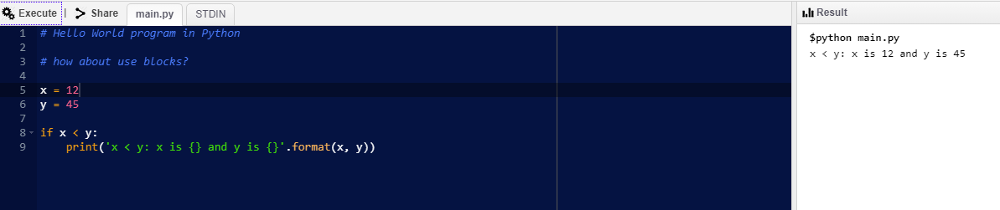 Execute | Share main.py STDIN
1 # Hello World program in Python
2
3 # how about use blocks?
4
5 x = 12
6 y = 45
7
8 if x < y:
9     print('x < y: x is {} and y is {}'.format(x, y))
Result
$python main.py
x < y: x is 12 and y is 45